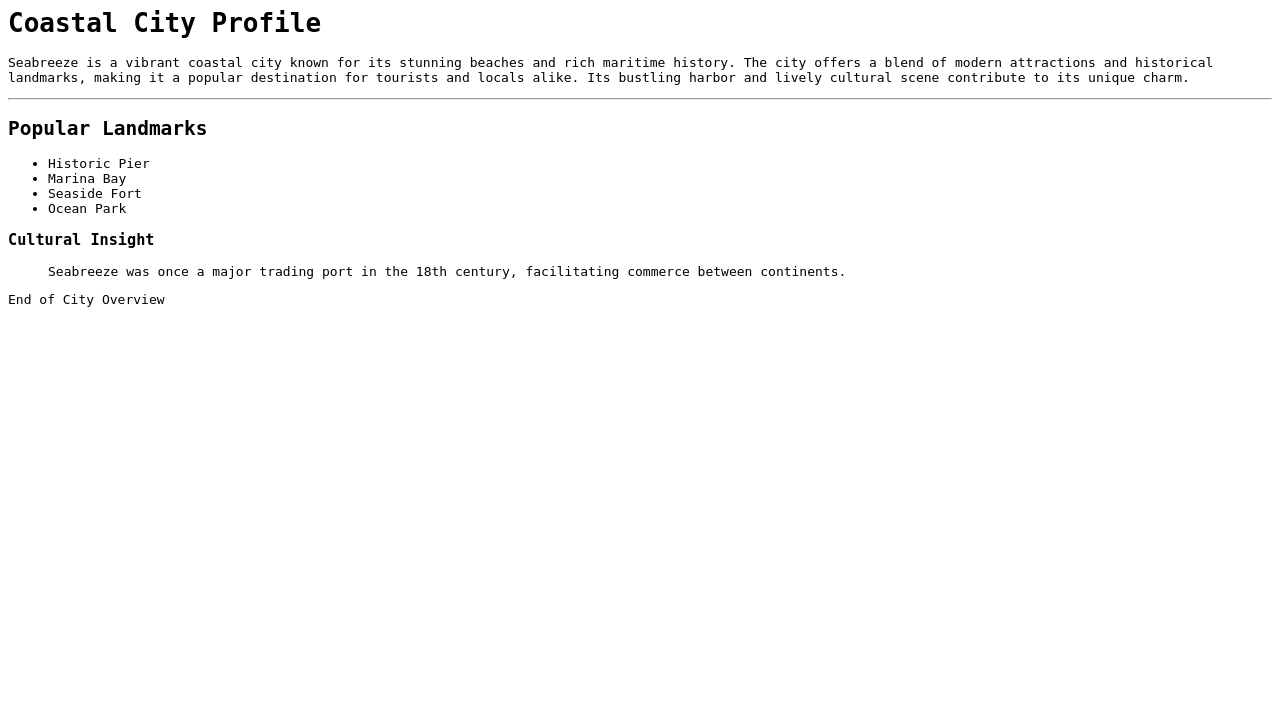 Coastal City Profile
Seabreeze is a vibrant coastal city known for its stunning beaches and rich maritime history. The city offers a blend of modern attractions and historical
landmarks, making it a popular destination for tourists and locals alike. Its bustling harbor and lively cultural scene contribute to its unique charm.
Popular Landmarks
• Historic Pier
• Marina Bay
• Seaside Fort
• Ocean Park
Cultural Insight
Seabreeze was once a major trading port in the 18th century, facilitating commerce between continents.
End of City Overview